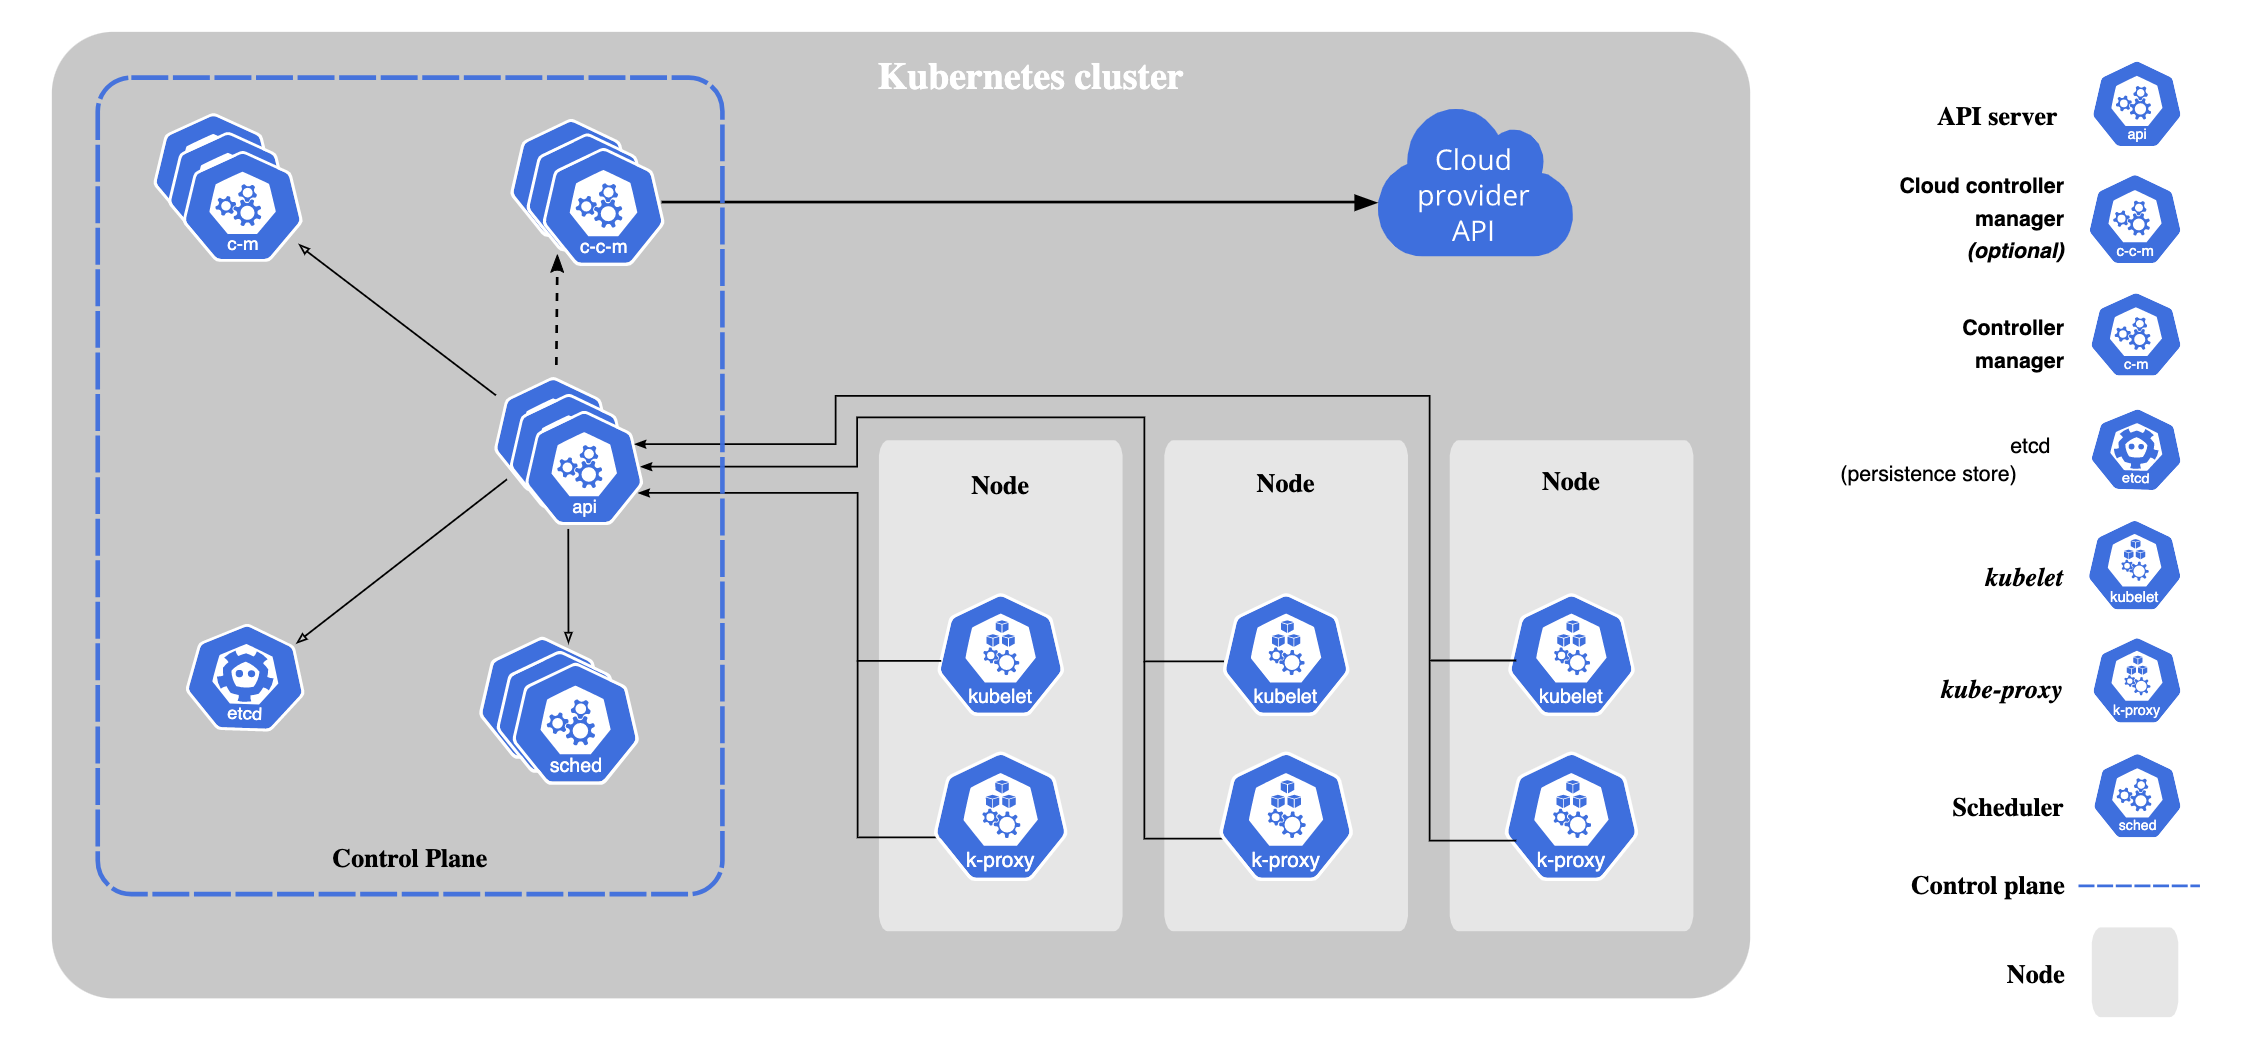 Kubernetes cluster
c-m
c-c-m
Cloud
provider
API
api
etcd
sched
Control Plane
Node
kubelet
k-proxy
Node
kubelet
k-proxy
Node
kubelet
k-proxy
API server
api
Cloud controller
manager
(optional)
c-c-m
Controller
manager
c-m
etcd
(persistence store)
etcd
kubelet
kubelet
kube-proxy
k-proxy
Scheduler
sched
Control plane
Node